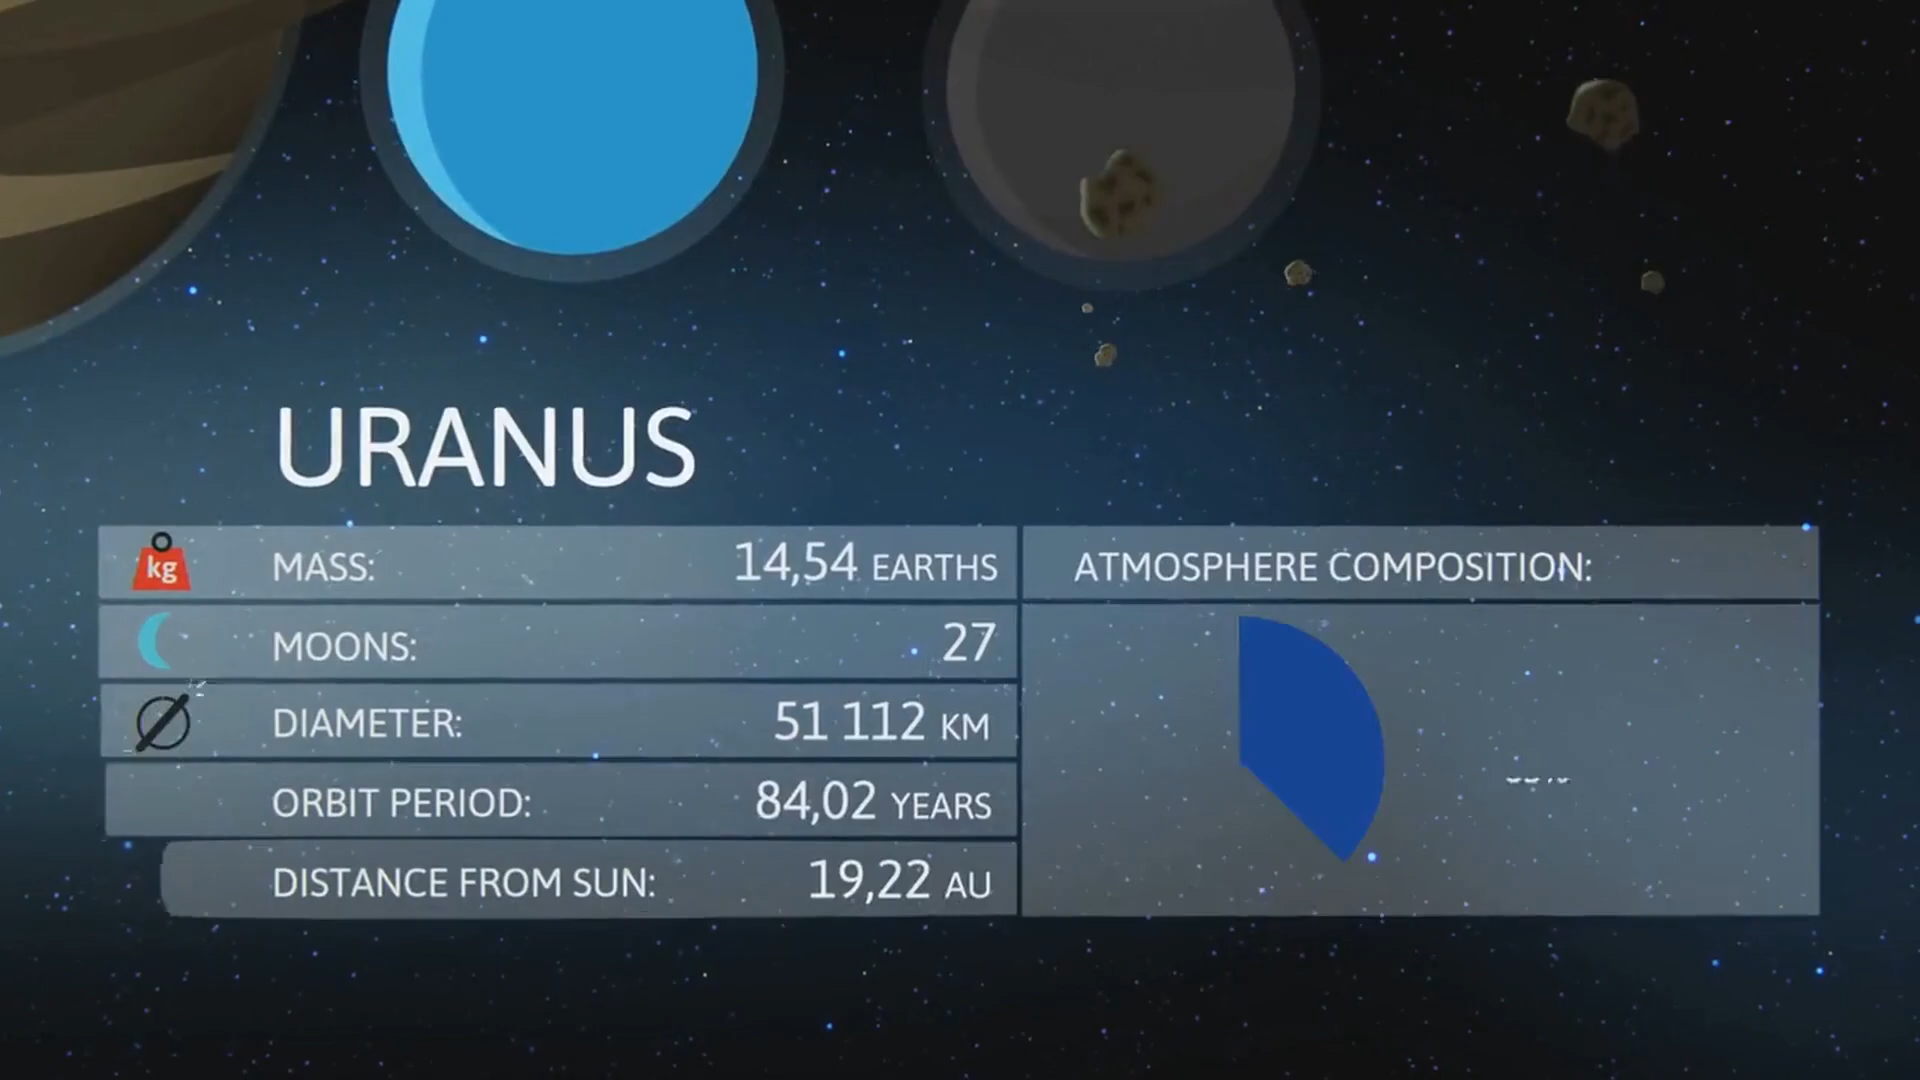 URANUS
kg
MASS: 14,54 EARTHS
ATMOSPHERE COMPOSITION:
MOONS: 27
DIAMETER: 51 112 KM
ORBIT PERIOD: 84,02 YEARS
DISTANCE FROM SUN: 19,22 AU